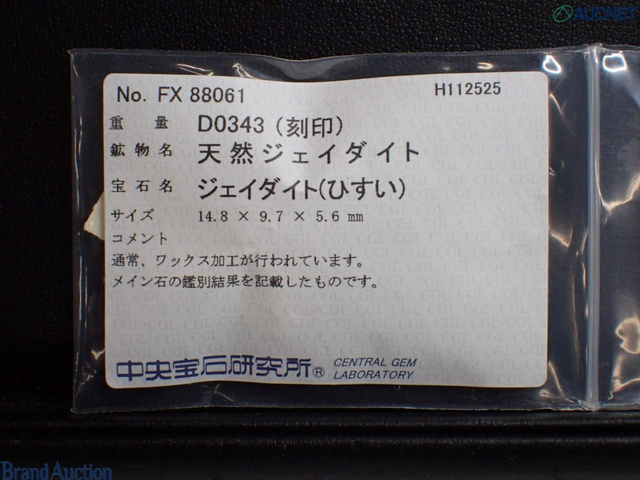 AUCNET
No. FX 88061 H112525
重量 D0343 (刻印)
鉱物名 天然ジェイダイト
宝石名 ジェイダイト(ひすい)
サイズ 14.8 × 9.7 × 5.6 mm
コメント
通常、ワックス加工が行われています。
メイン石の鑑別結果を記載したものです。
中央宝石研究所® CENTRAL GEM
LABORATORY
Brand Auction